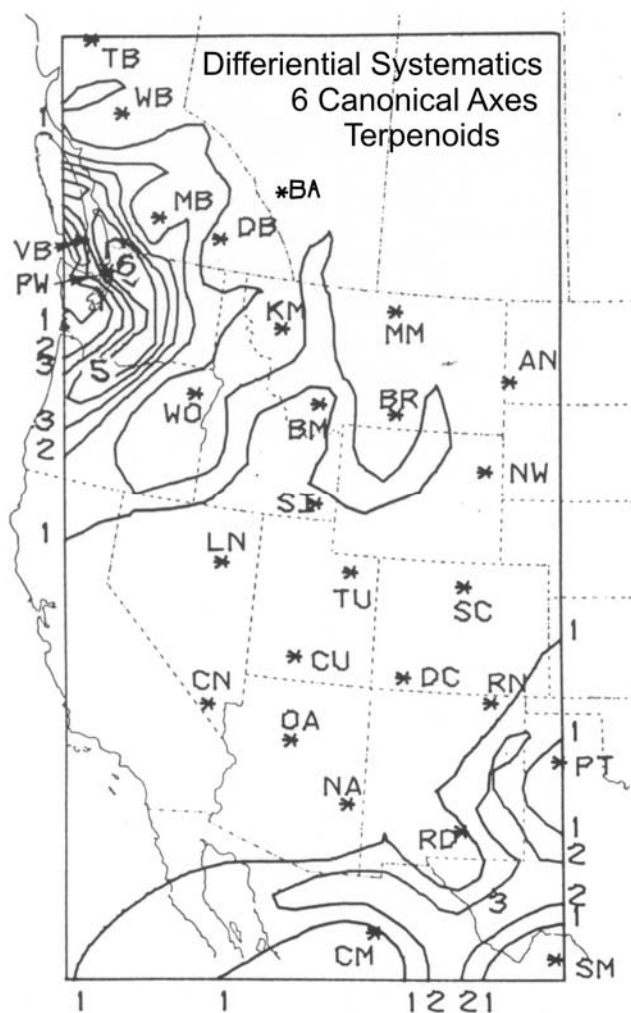 Differiential Systematics
6 Canonical Axes
Terpenoids
TB
WB
1
BA
MB
DB
VB
6
PW
KM
MM
1
2
3
5
AN
WO
BM
BR
3
2
NW
SI
1
LN
TU
SC
1
CU
DC
CN
RN
OA
1
PT
NA
RD
1
2
3
2
1
CM
SM
1 1 1 2 2 1